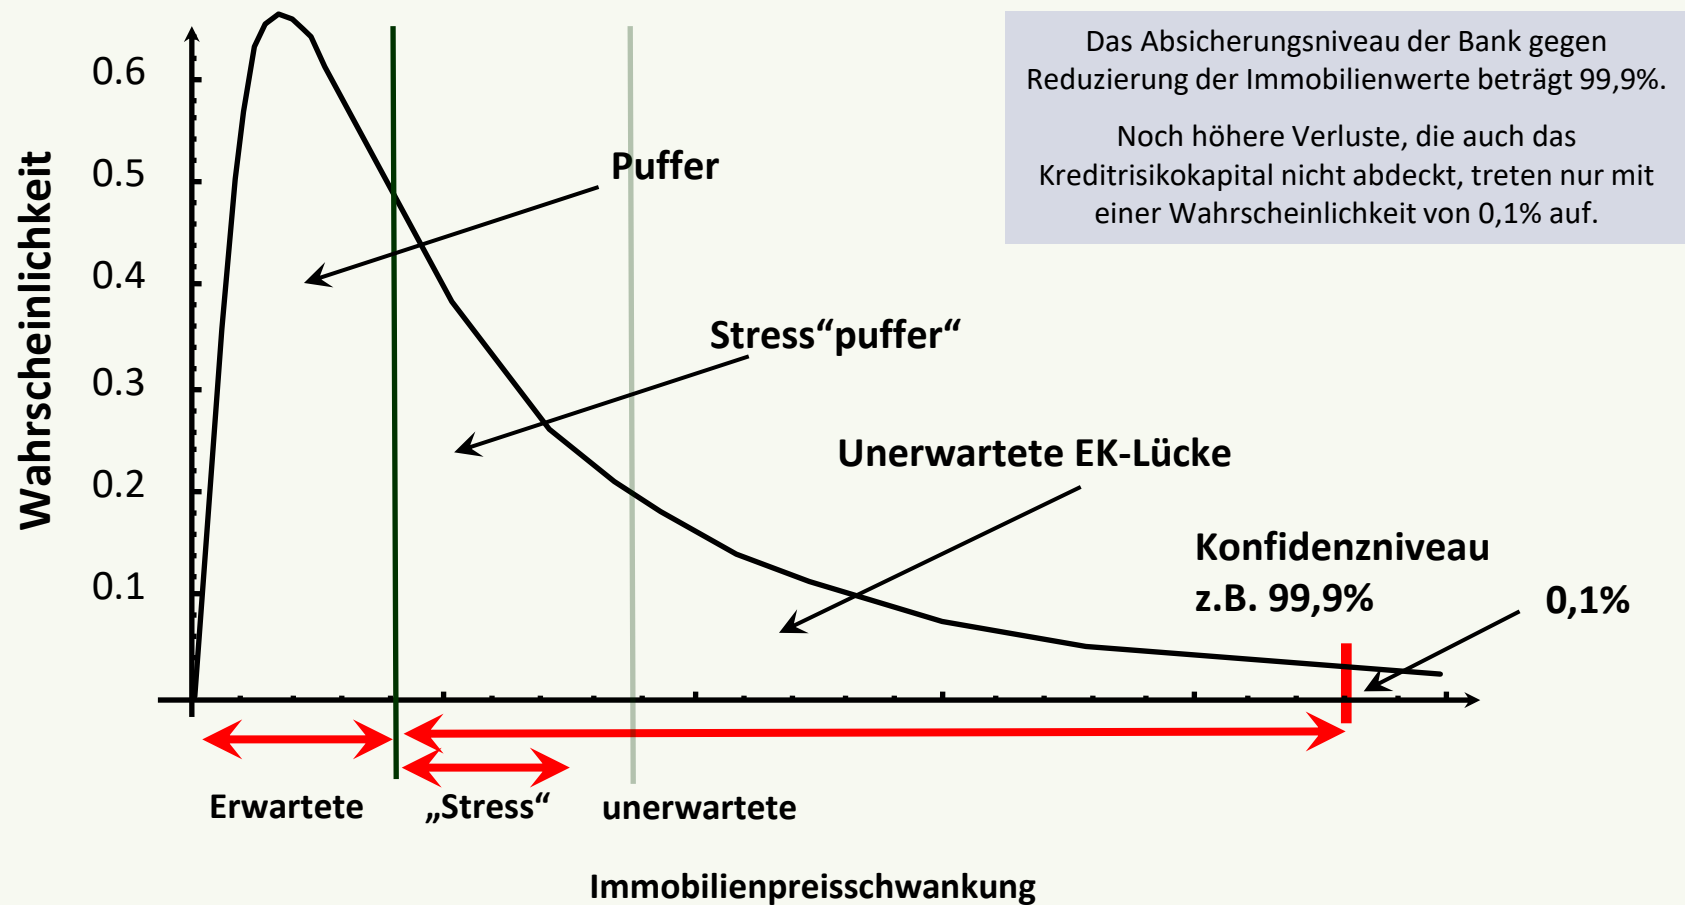 Das Absicherungsniveau der Bank gegen
Reduzierung der Immobilienwerte beträgt 99,9%.
Noch höhere Verluste, die auch das
Kreditrisikokapital nicht abdeckt, treten nur mit
einer Wahrscheinlichkeit von 0,1% auf.
Wahrscheinlichkeit
0.6
0.5
0.4
0.3
0.2
0.1
Puffer
Stress“puffer“
Unerwartete EK-Lücke
Konfidenzniveau
z.B. 99,9%
0,1%
Erwartete
„Stress“
unerwartete
Immobilienpreisschwankung